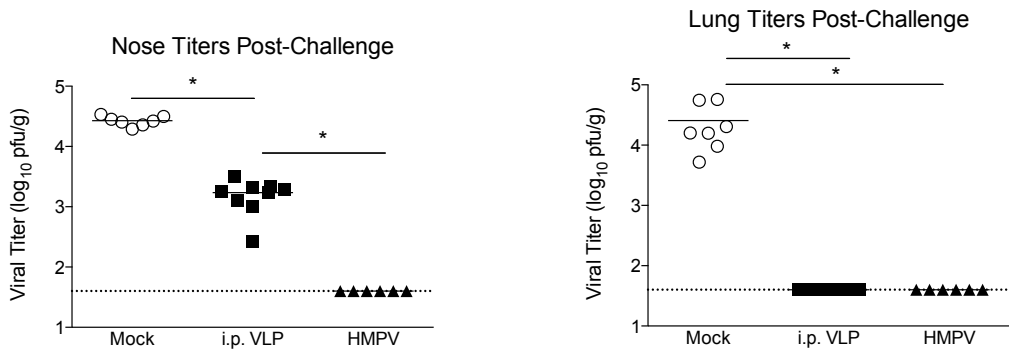 Nose Titers Post-Challenge
*
*
Viral Titer (log10 pfu/g)
5
4
3
2
1
Mock i.p. VLP HMPV
Lung Titers Post-Challenge
*
*
Viral Titer (log10 pfu/g)
5
4
3
2
1
Mock i.p. VLP HMPV